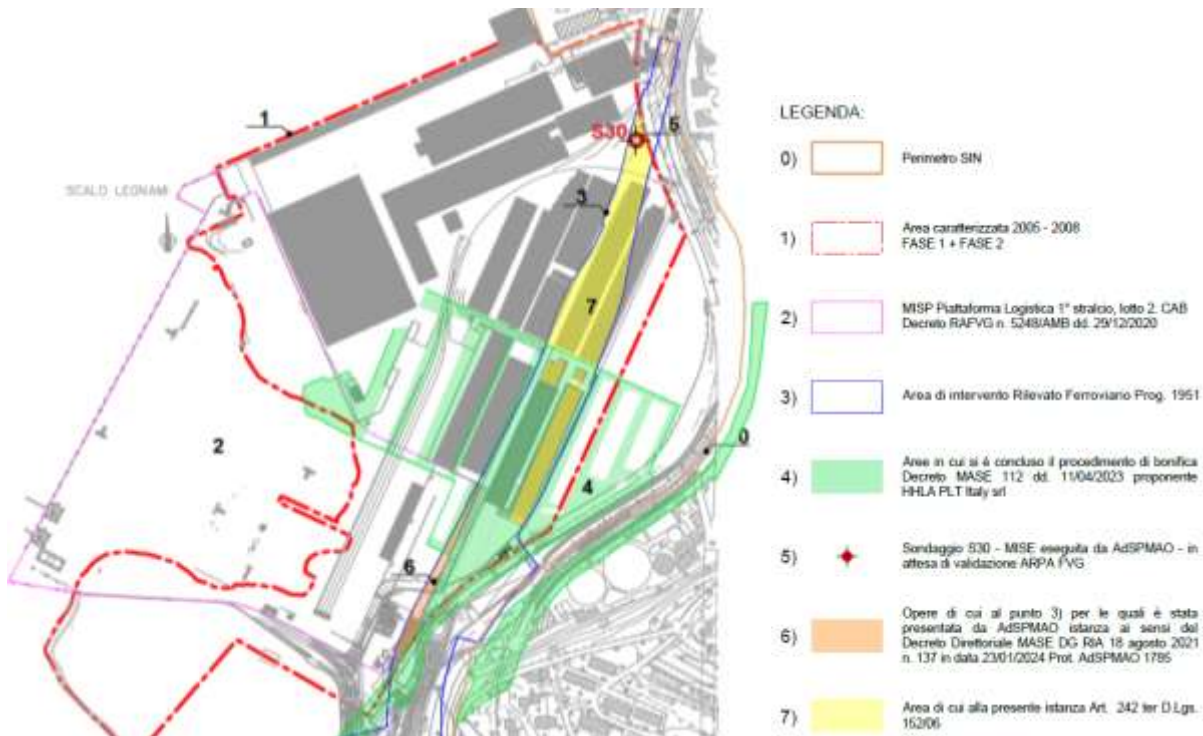 1
S30
5
SCALO LEGNAMI
3
7
2
0
4
6
LEGENDA:
0) Perimetro SIN
1) Area caratterizzata 2005 - 2008
FASE 1 + FASE 2
2) MISP Piattaforma Logistica 1° stralcio, lotto 2. CAB
Decreto RAFVG n. 5248/AMB dd. 29/12/2020
3) Area di intervento Rilevato Ferroviario Prog. 1951
4) Aree in cui si è concluso il procedimento di bonifica
Decreto MASE 112 dd. 11/04/2023 proponente
HHLA PLT Italy srl
5) Sondaggio S30 - MISE eseguita da AdSPMAO - in
attesa di validazione ARPA FVG
6) Opere di cui al punto 3) per le quali è stata
presentata da AdSPMAO istanza ai sensi del
Decreto Direttoriale MASE DG RIA 18 agosto 2021
n. 137 in data 23/01/2024 Prot. AdSPMAO 1785
7) Area di cui alla presente istanza Art. 242 ter D.Lgs.
152/06